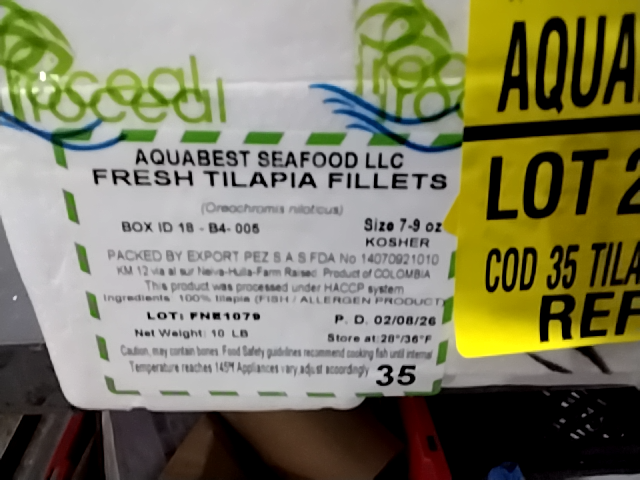 Proceal
AQUABEST SEAFOOD LLC
FRESH TILAPIA FILLETS
(Oreochromis niloticus)
BOX ID 18 - B4- 005
Size 7-9 oz
KOSHER
PACKED BY EXPORT PEZ S.A.S.FDA No 14070921010
KM 12 via al sur Neiva-Huila-Farm Raised. Product of COLOMBIA
This product was processed under HACCP system
Ingredients: 100% tilapia (FISH / ALLERGEN PRODUCT)
LOT: FNE1079
P. D. 02/08/26
Net Weight: 10 LB
Store at:28°/36°F
Caution, may contain bones. Food Safety guidelines recommend cooking fish until internal
Temperature reaches 145°f Appliances vary,adjust accordingly
35
AQUA
LOT 2
COD 35 TILA
REF